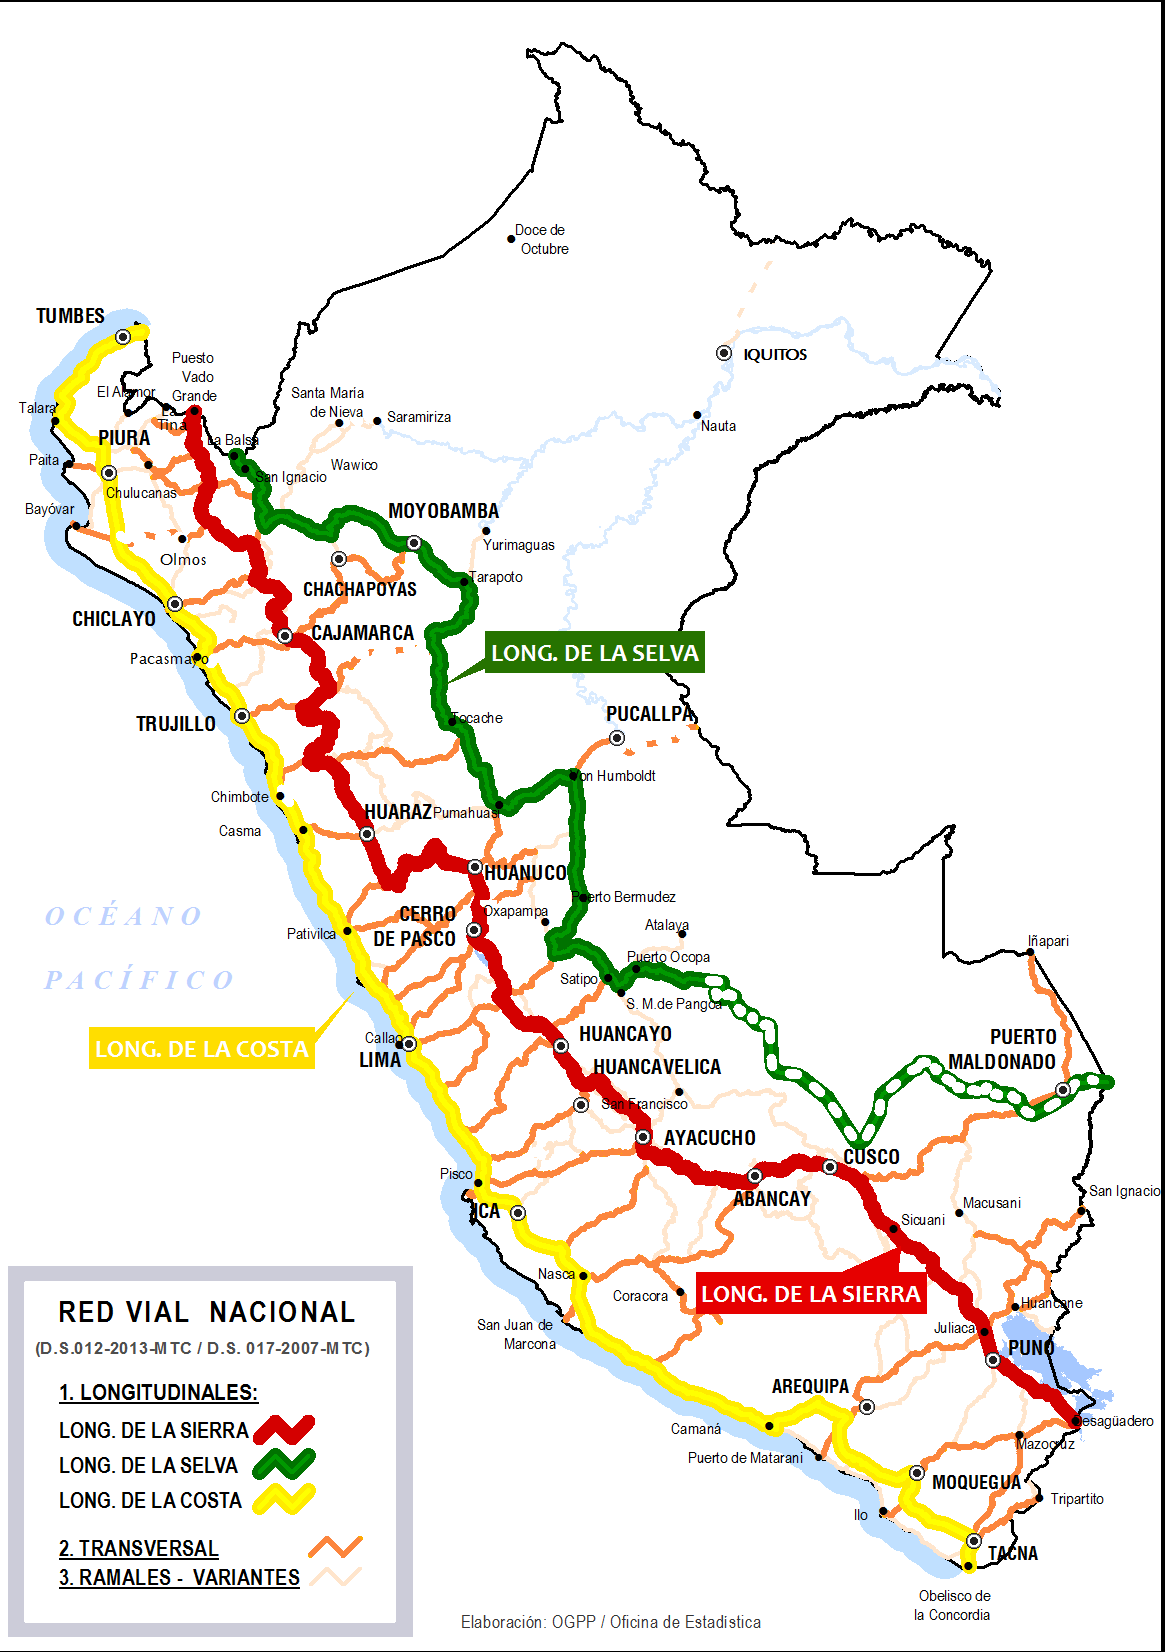 Doce de
Octubre
TUMBES
Puesto
Vado
Grande
IQUITOS
El Alamor
Santa María
de Nieva
Talara
La
Tina
Saramiriza
Nauta
PIURA
La Balsa
Paita
San Ignacio
Wawico
Chulucanas
Bayóvar
MOYOBAMBA
Yurimaguas
Olmos
Tarapoto
CHACHAPOYAS
CHICLAYO
CAJAMARCA
Pacasmayo
LONG. DE LA SELVA
TRUJILLO
Tocache
PUCALLPA
Von Humboldt
Chimbote
HUARAZ
Pumahuasi
Casma
HUANUCO
OCÉANO
PACÍFICO
CERRO
DE PASCO
Oxapampa
Puerto Bermudez
Pativilca
Atalaya
Iñapari
Puerto Ocopa
Satipo
S. M.de Pangoa
LONG. DE LA COSTA
Callao
LIMA
HUANCAYO
PUERTO
MALDONADO
HUANCAVELICA
San Francisco
AYACUCHO
CUSCO
Pisco
ABANCAY
San Ignacio
ICA
Macusani
Sicuani
Nasca
Coracora
LONG. DE LA SIERRA
Huancane
San Juan de
Marcona
Juliaca
PUNO
AREQUIPA
Camaná
Desagüadero
Mazocruz
Puerto de Matarani
MOQUEGUA
Tripartito
Ilo
TACNA
Obelisco de
la Concordia
RED VIAL NACIONAL
(D.S.012-2013-MTC / D.S. 017-2007-MTC)
1. LONGITUDINALES:
LONG. DE LA SIERRA
LONG. DE LA SELVA
LONG. DE LA COSTA
2. TRANSVERSAL
3. RAMALES - VARIANTES
Elaboración: OGPP / Oficina de Estadistica